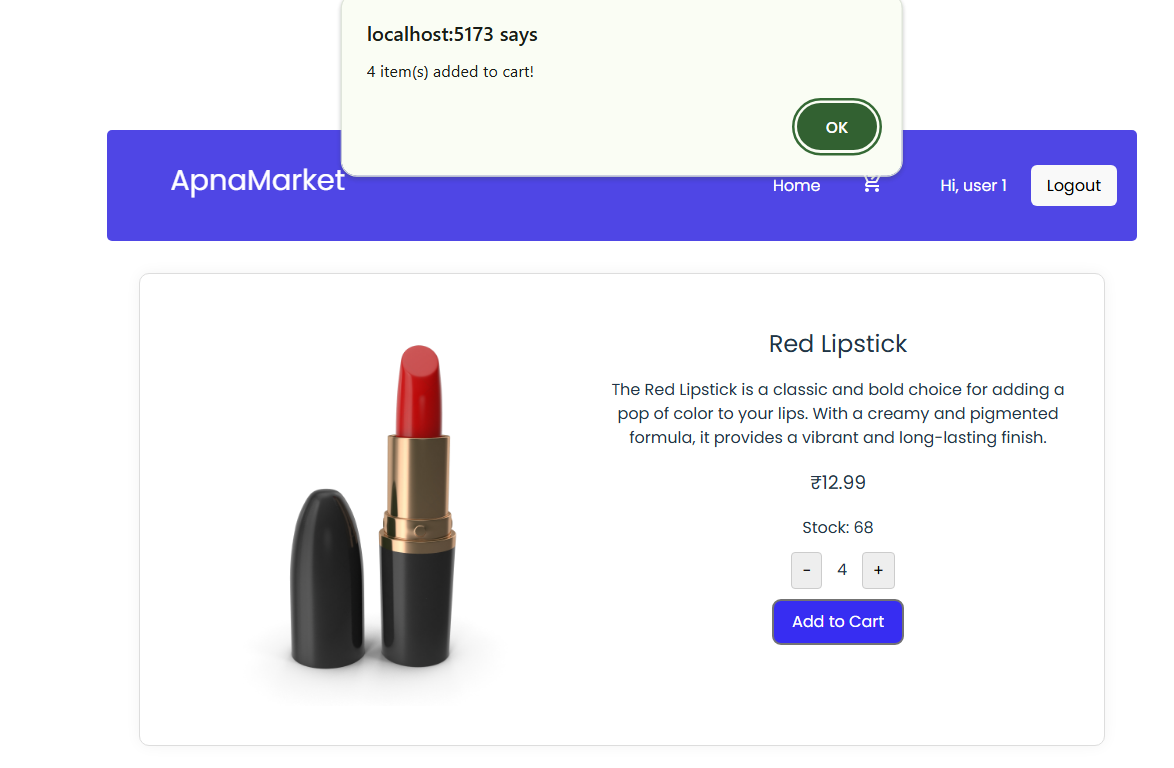 localhost:5173 says
4 item(s) added to cart!
OK
ApnaMarket
Home
Hi, user 1
Logout
Red Lipstick
The Red Lipstick is a classic and bold choice for adding a
pop of color to your lips. With a creamy and pigmented
formula, it provides a vibrant and long-lasting finish.
₹12.99
Stock: 68
- 4 +
Add to Cart